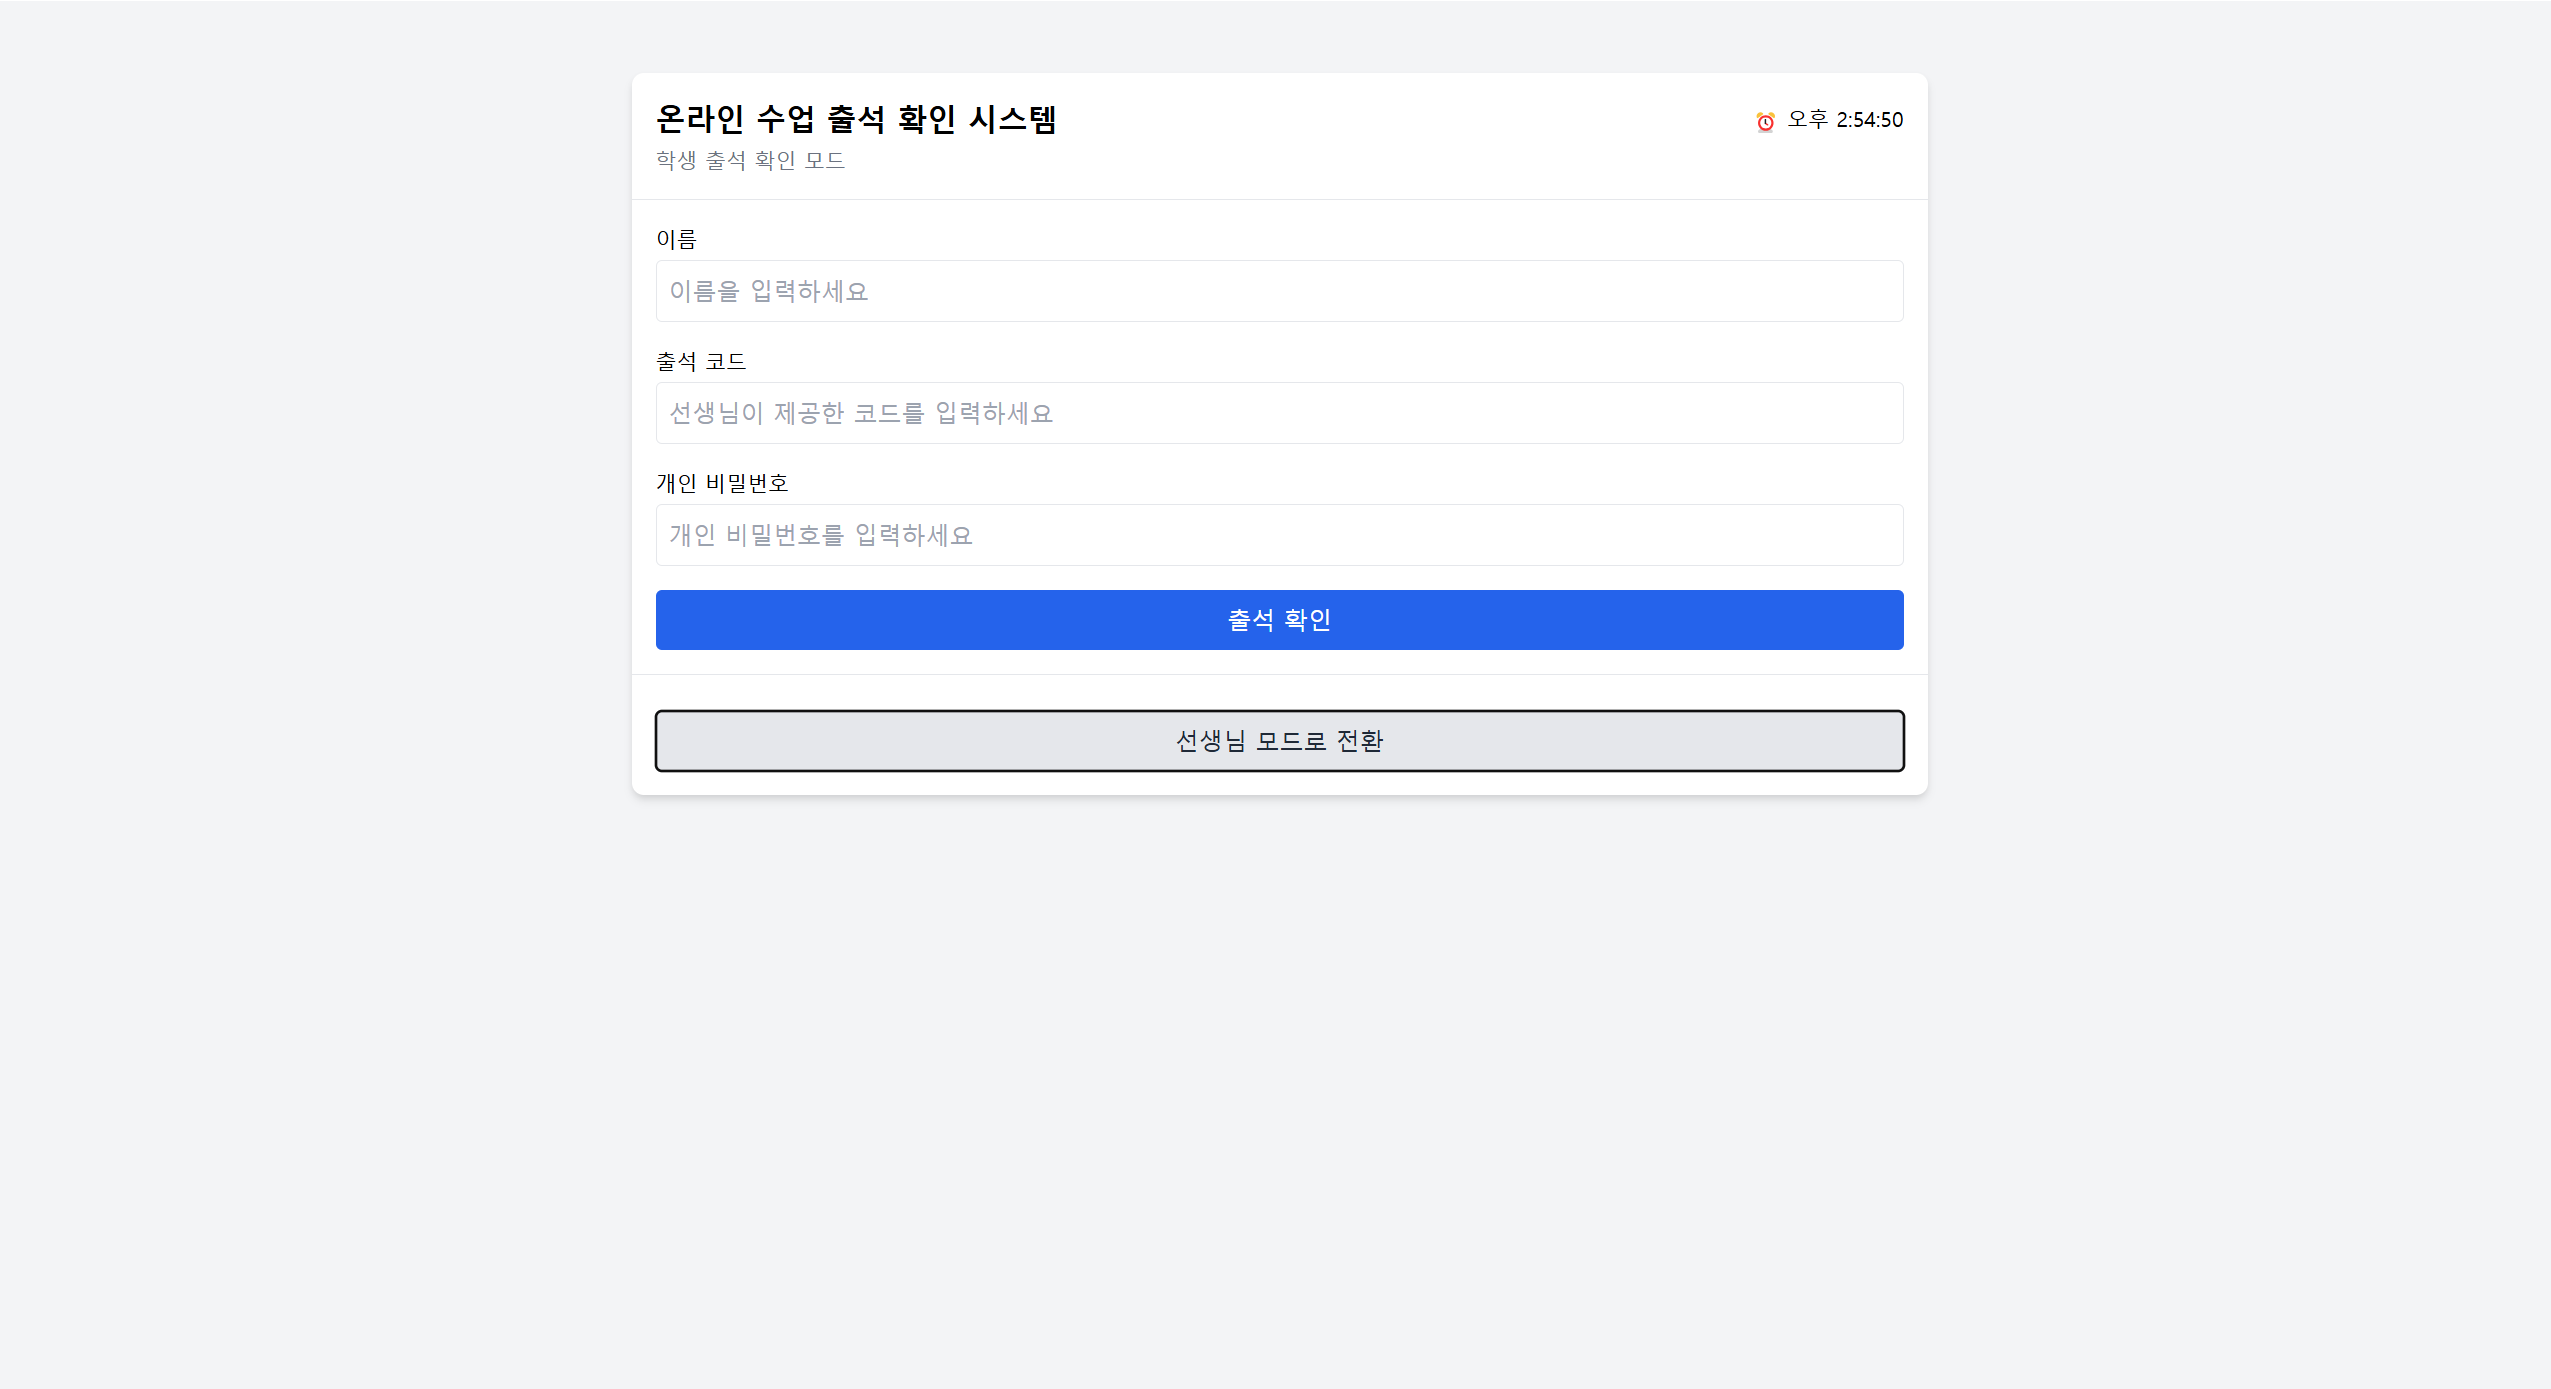 온라인 수업 출석 확인 시스템
⏰ 오후 2:54:50
학생 출석 확인 모드
이름
이름을 입력하세요
출석 코드
선생님이 제공한 코드를 입력하세요
개인 비밀번호
개인 비밀번호를 입력하세요
출석 확인
선생님 모드로 전환